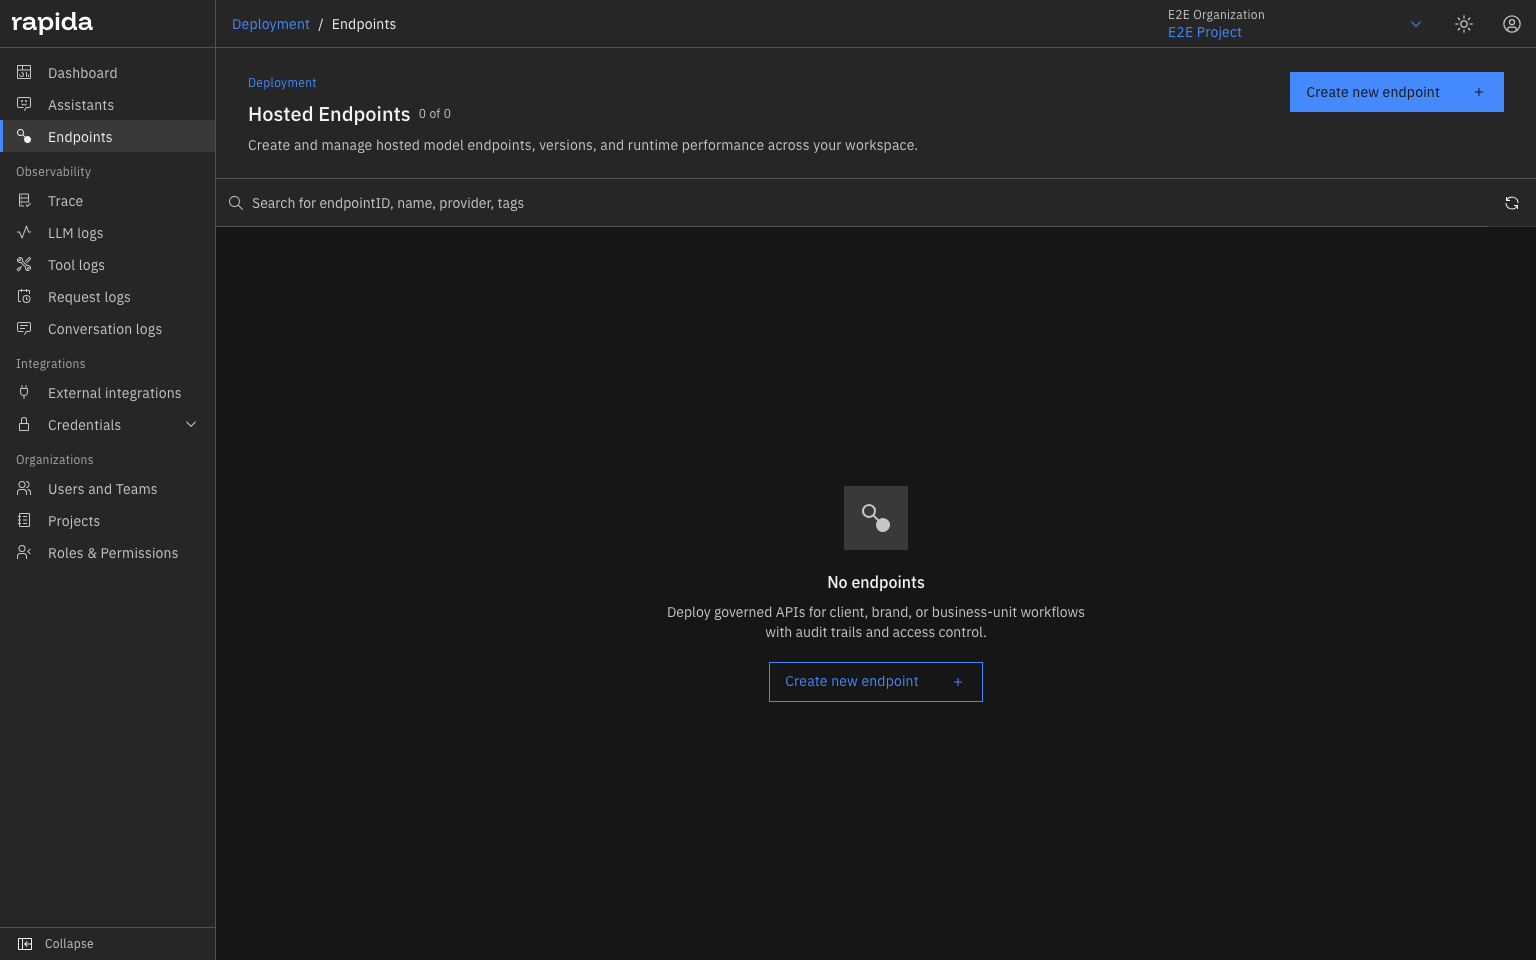 rapida
Deployment / Endpoints
E2E Organization
E2E Project
Dashboard
Assistants
Endpoints
Observability
Trace
LLM logs
Tool logs
Request logs
Conversation logs
Integrations
External integrations
Credentials
Organizations
Users and Teams
Projects
Roles & Permissions
Collapse
Deployment
Hosted Endpoints 0 of 0
Create and manage hosted model endpoints, versions, and runtime performance across your workspace.
Create new endpoint +
Search for endpointID, name, provider, tags
No endpoints
Deploy governed APIs for client, brand, or business-unit workflows
with audit trails and access control.
Create new endpoint +